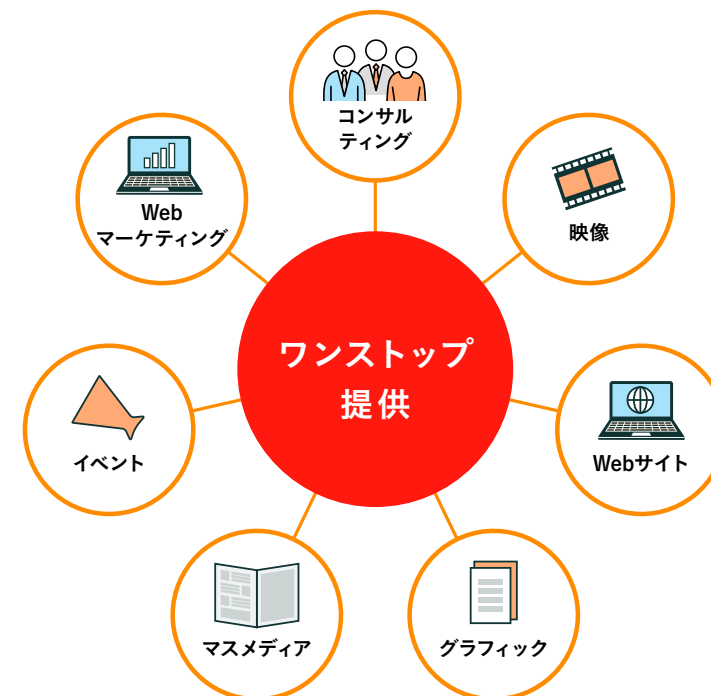 コンサル
ティング
Web
マーケティング
映像
ワンストップ
提供
イベント
Webサイト
マスメディア
グラフィック